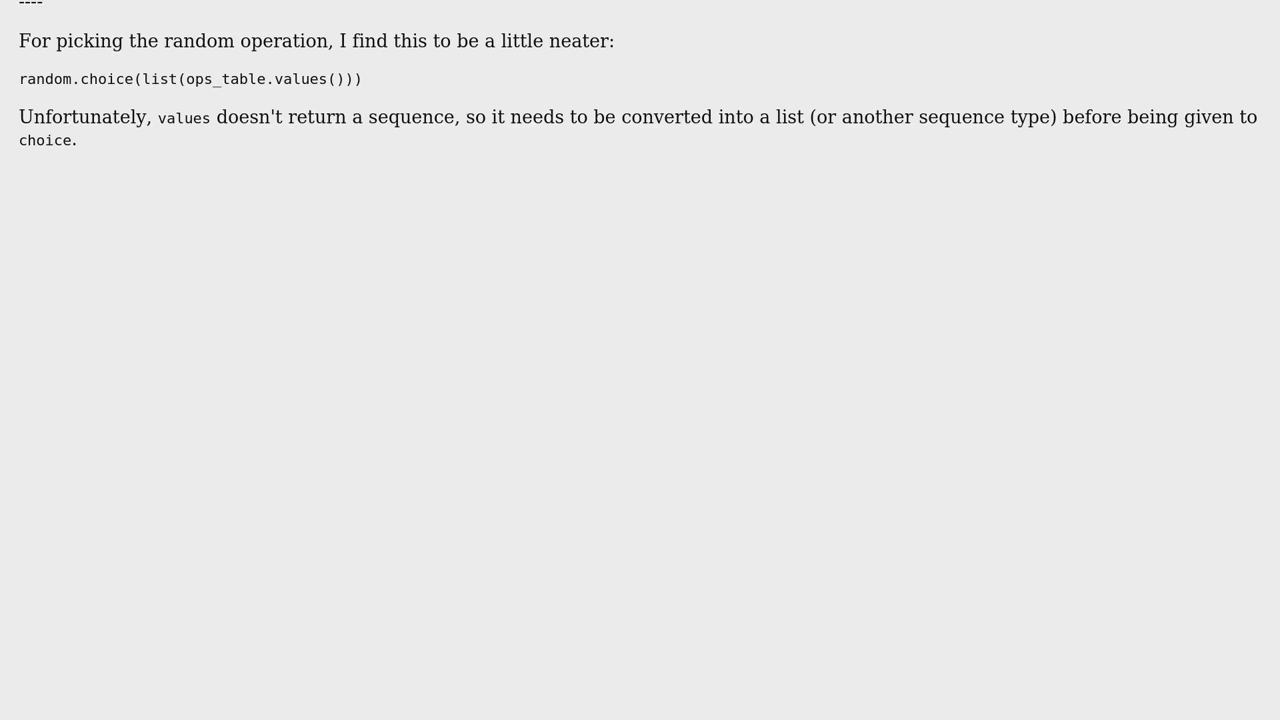 ----
For picking the random operation, I find this to be a little neater:
random.choice(list(ops_table.values()))
Unfortunately, values doesn't return a sequence, so it needs to be converted into a list (or another sequence type) before being given to
choice.